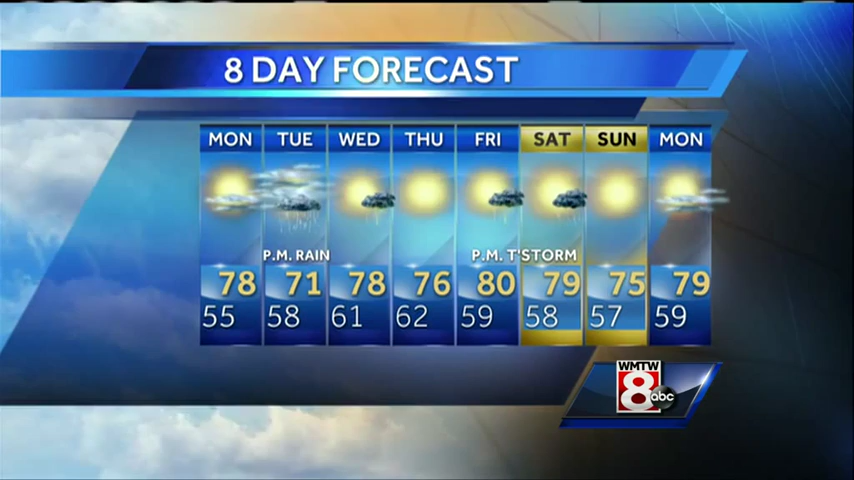 8 DAY FORECAST
MON TUE WED THU FRI SAT SUN MON
P.M. RAIN P.M. T'STORM
78 71 78 76 80 79 75 79
55 58 61 62 59 58 57 59
WMTW
8 abc